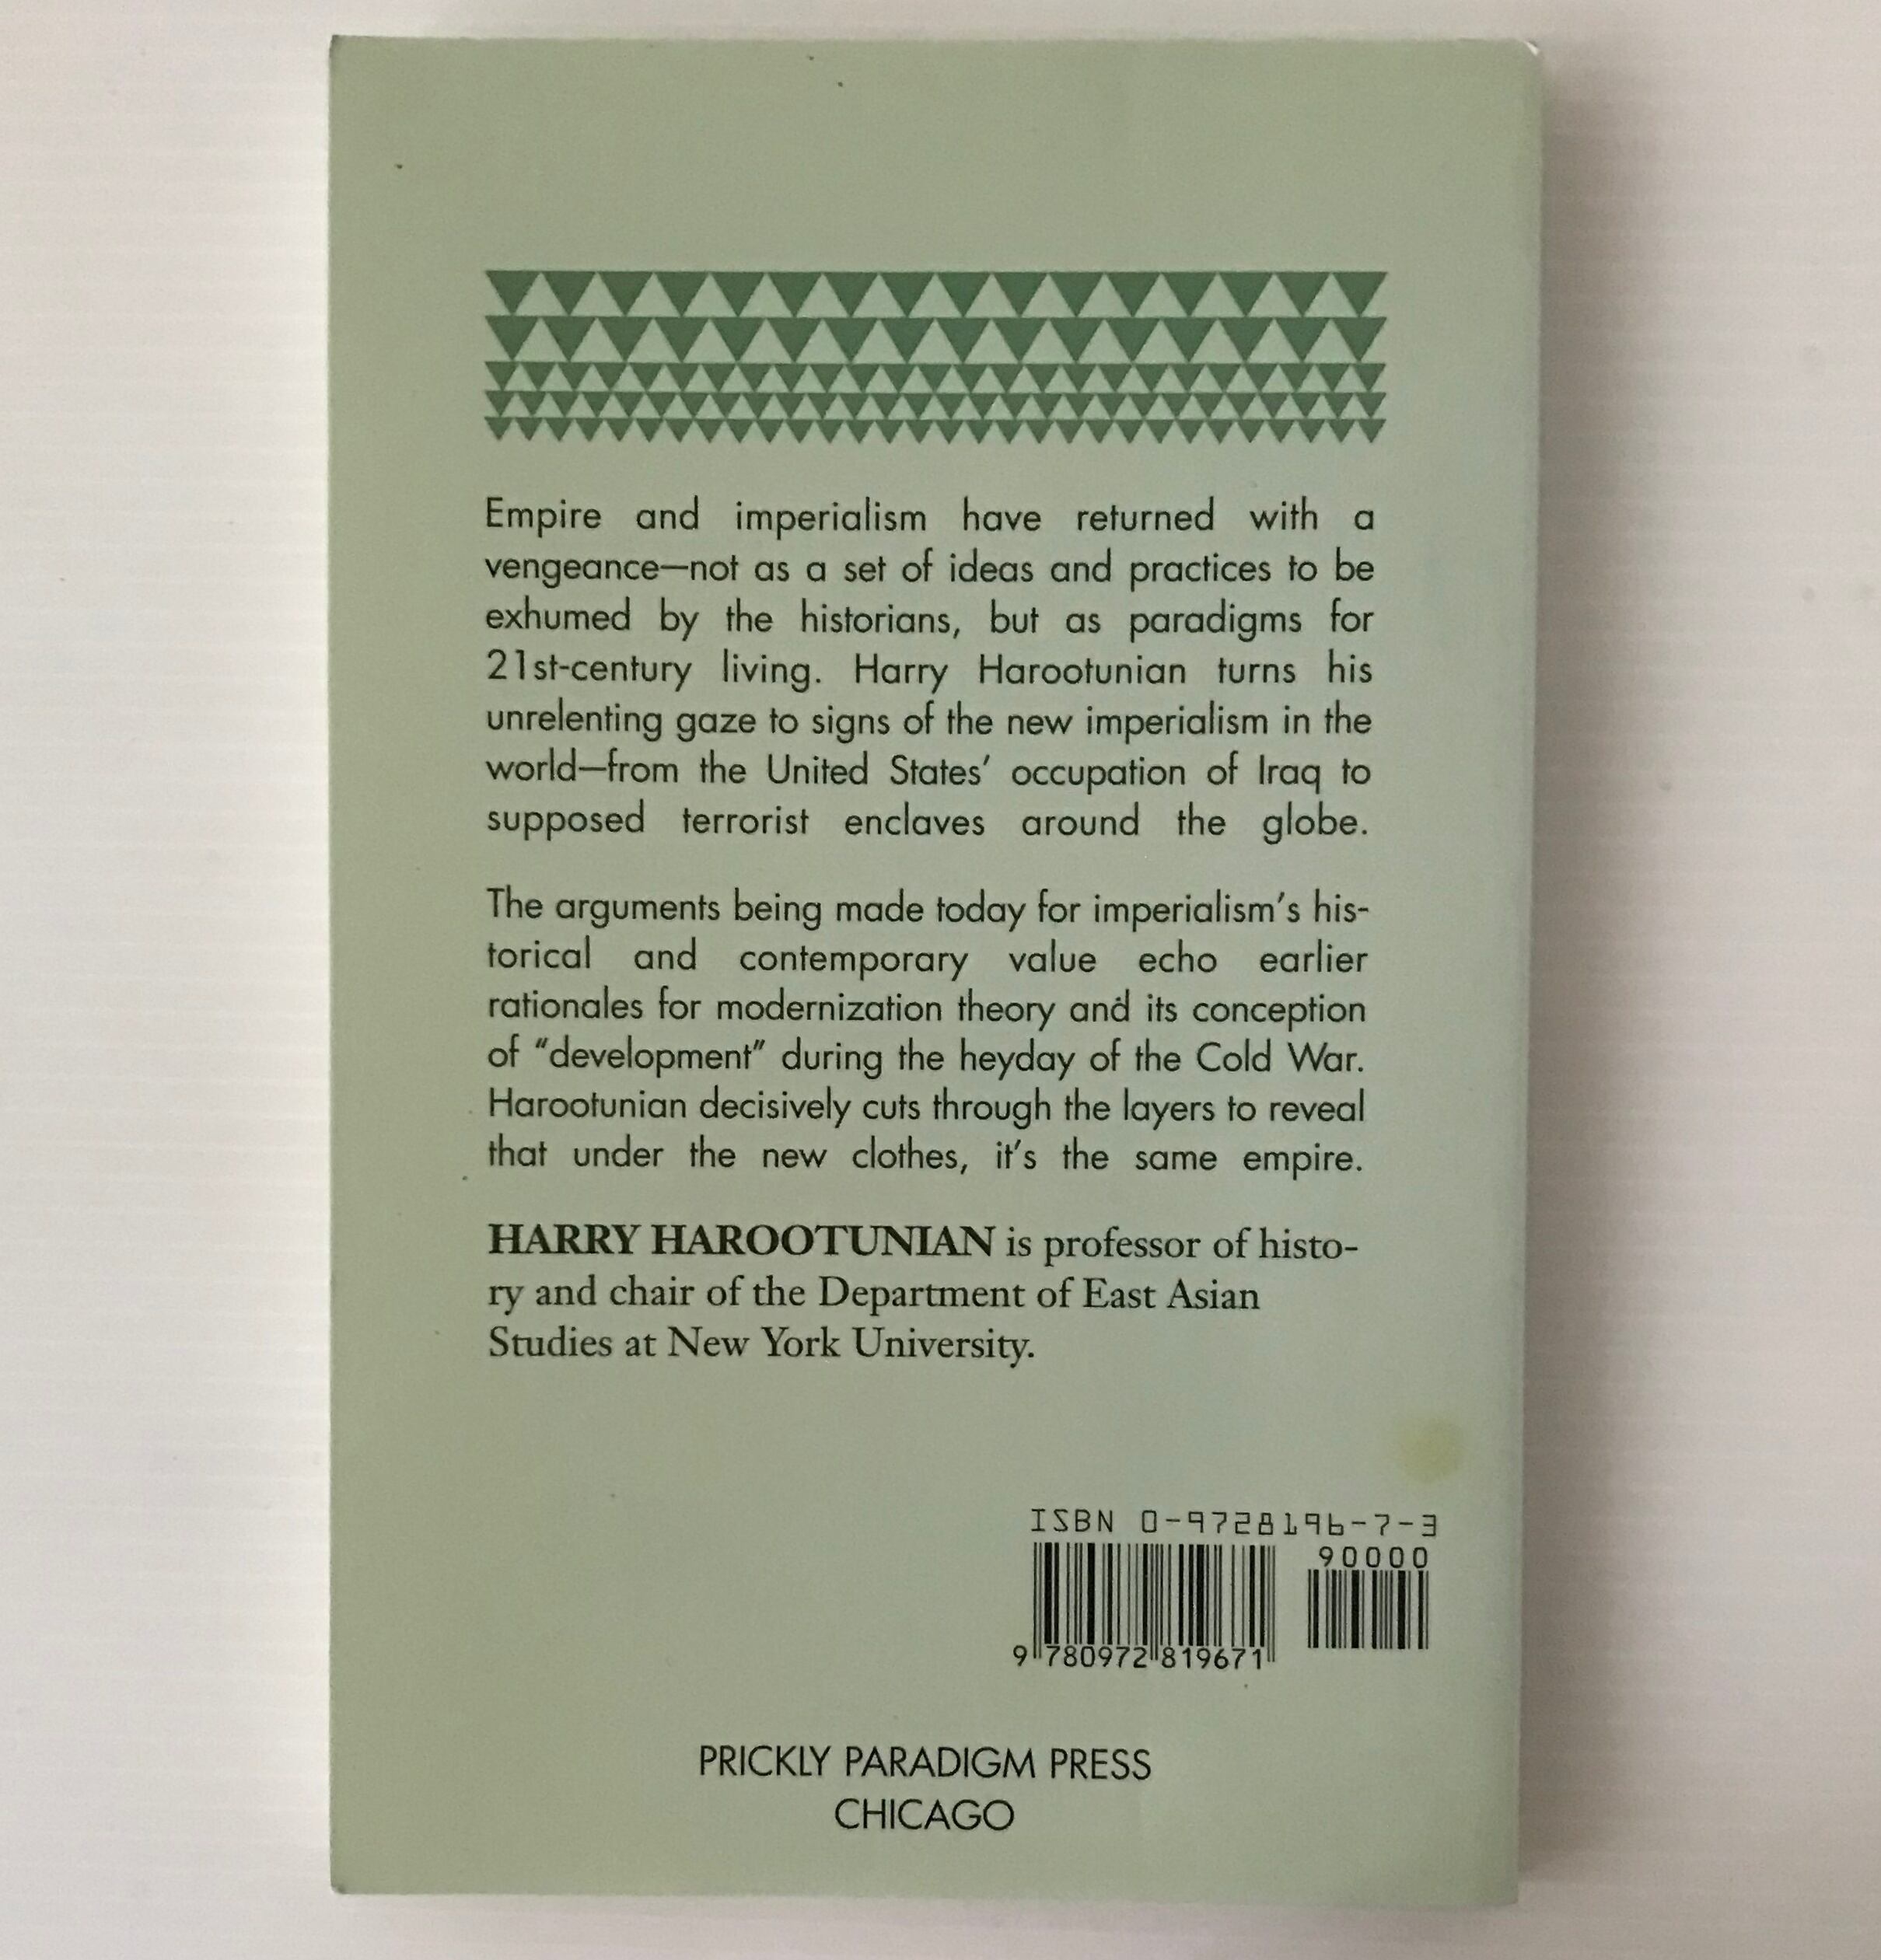 Empire and imperialism have returned with a
vengeance—not as a set of ideas and practices to be
exhumed by the historians, but as paradigms for
21st-century living. Harry Harootunian turns his
unrelenting gaze to signs of the new imperialism in the
world—from the United States’ occupation of Iraq to
supposed terrorist enclaves around the globe.
The arguments being made today for imperialism’s his-
torical and contemporary value echo earlier
rationales for modernization theory and its conception
of “development” during the heyday of the Cold War.
Harootunian decisively cuts through the layers to reveal
that under the new clothes, it’s the same empire.
HARRY HAROOTUNIAN is professor of histo-
ry and chair of the Department of East Asian
Studies at New York University.
ISBN 0-9728196-7-3
90000
9 780972 819671
PRICKLY PARADIGM PRESS
CHICAGO